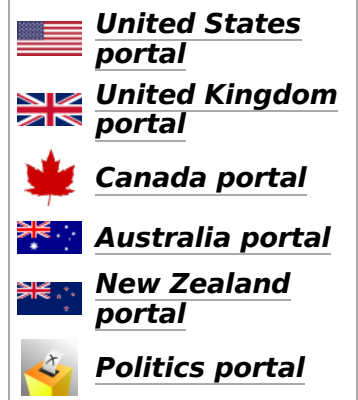 United States
portal
United Kingdom
portal
Canada portal
Australia portal
New Zealand
portal
Politics portal